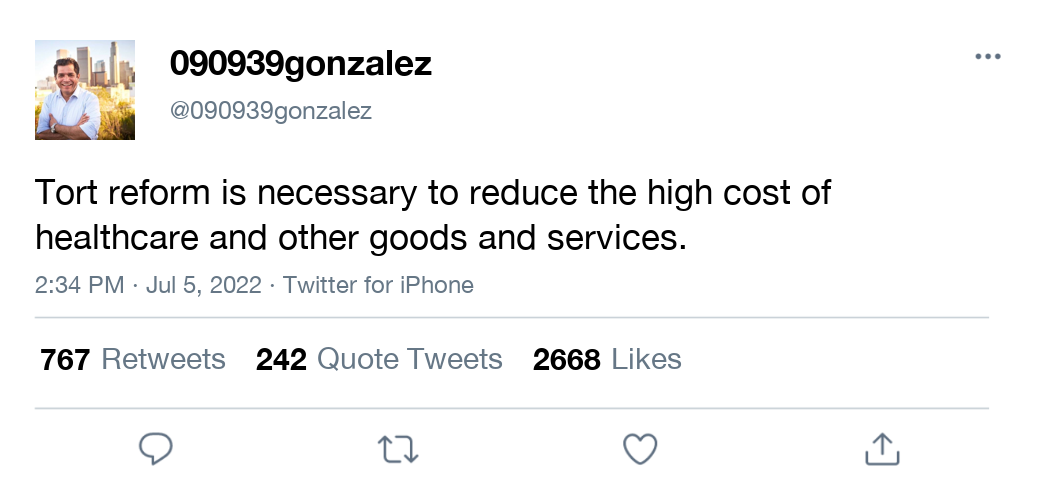 090939gonzalez
@090939gonzalez
Tort reform is necessary to reduce the high cost of
healthcare and other goods and services.
2:34 PM · Jul 5, 2022 · Twitter for iPhone
767 Retweets 242 Quote Tweets 2668 Likes